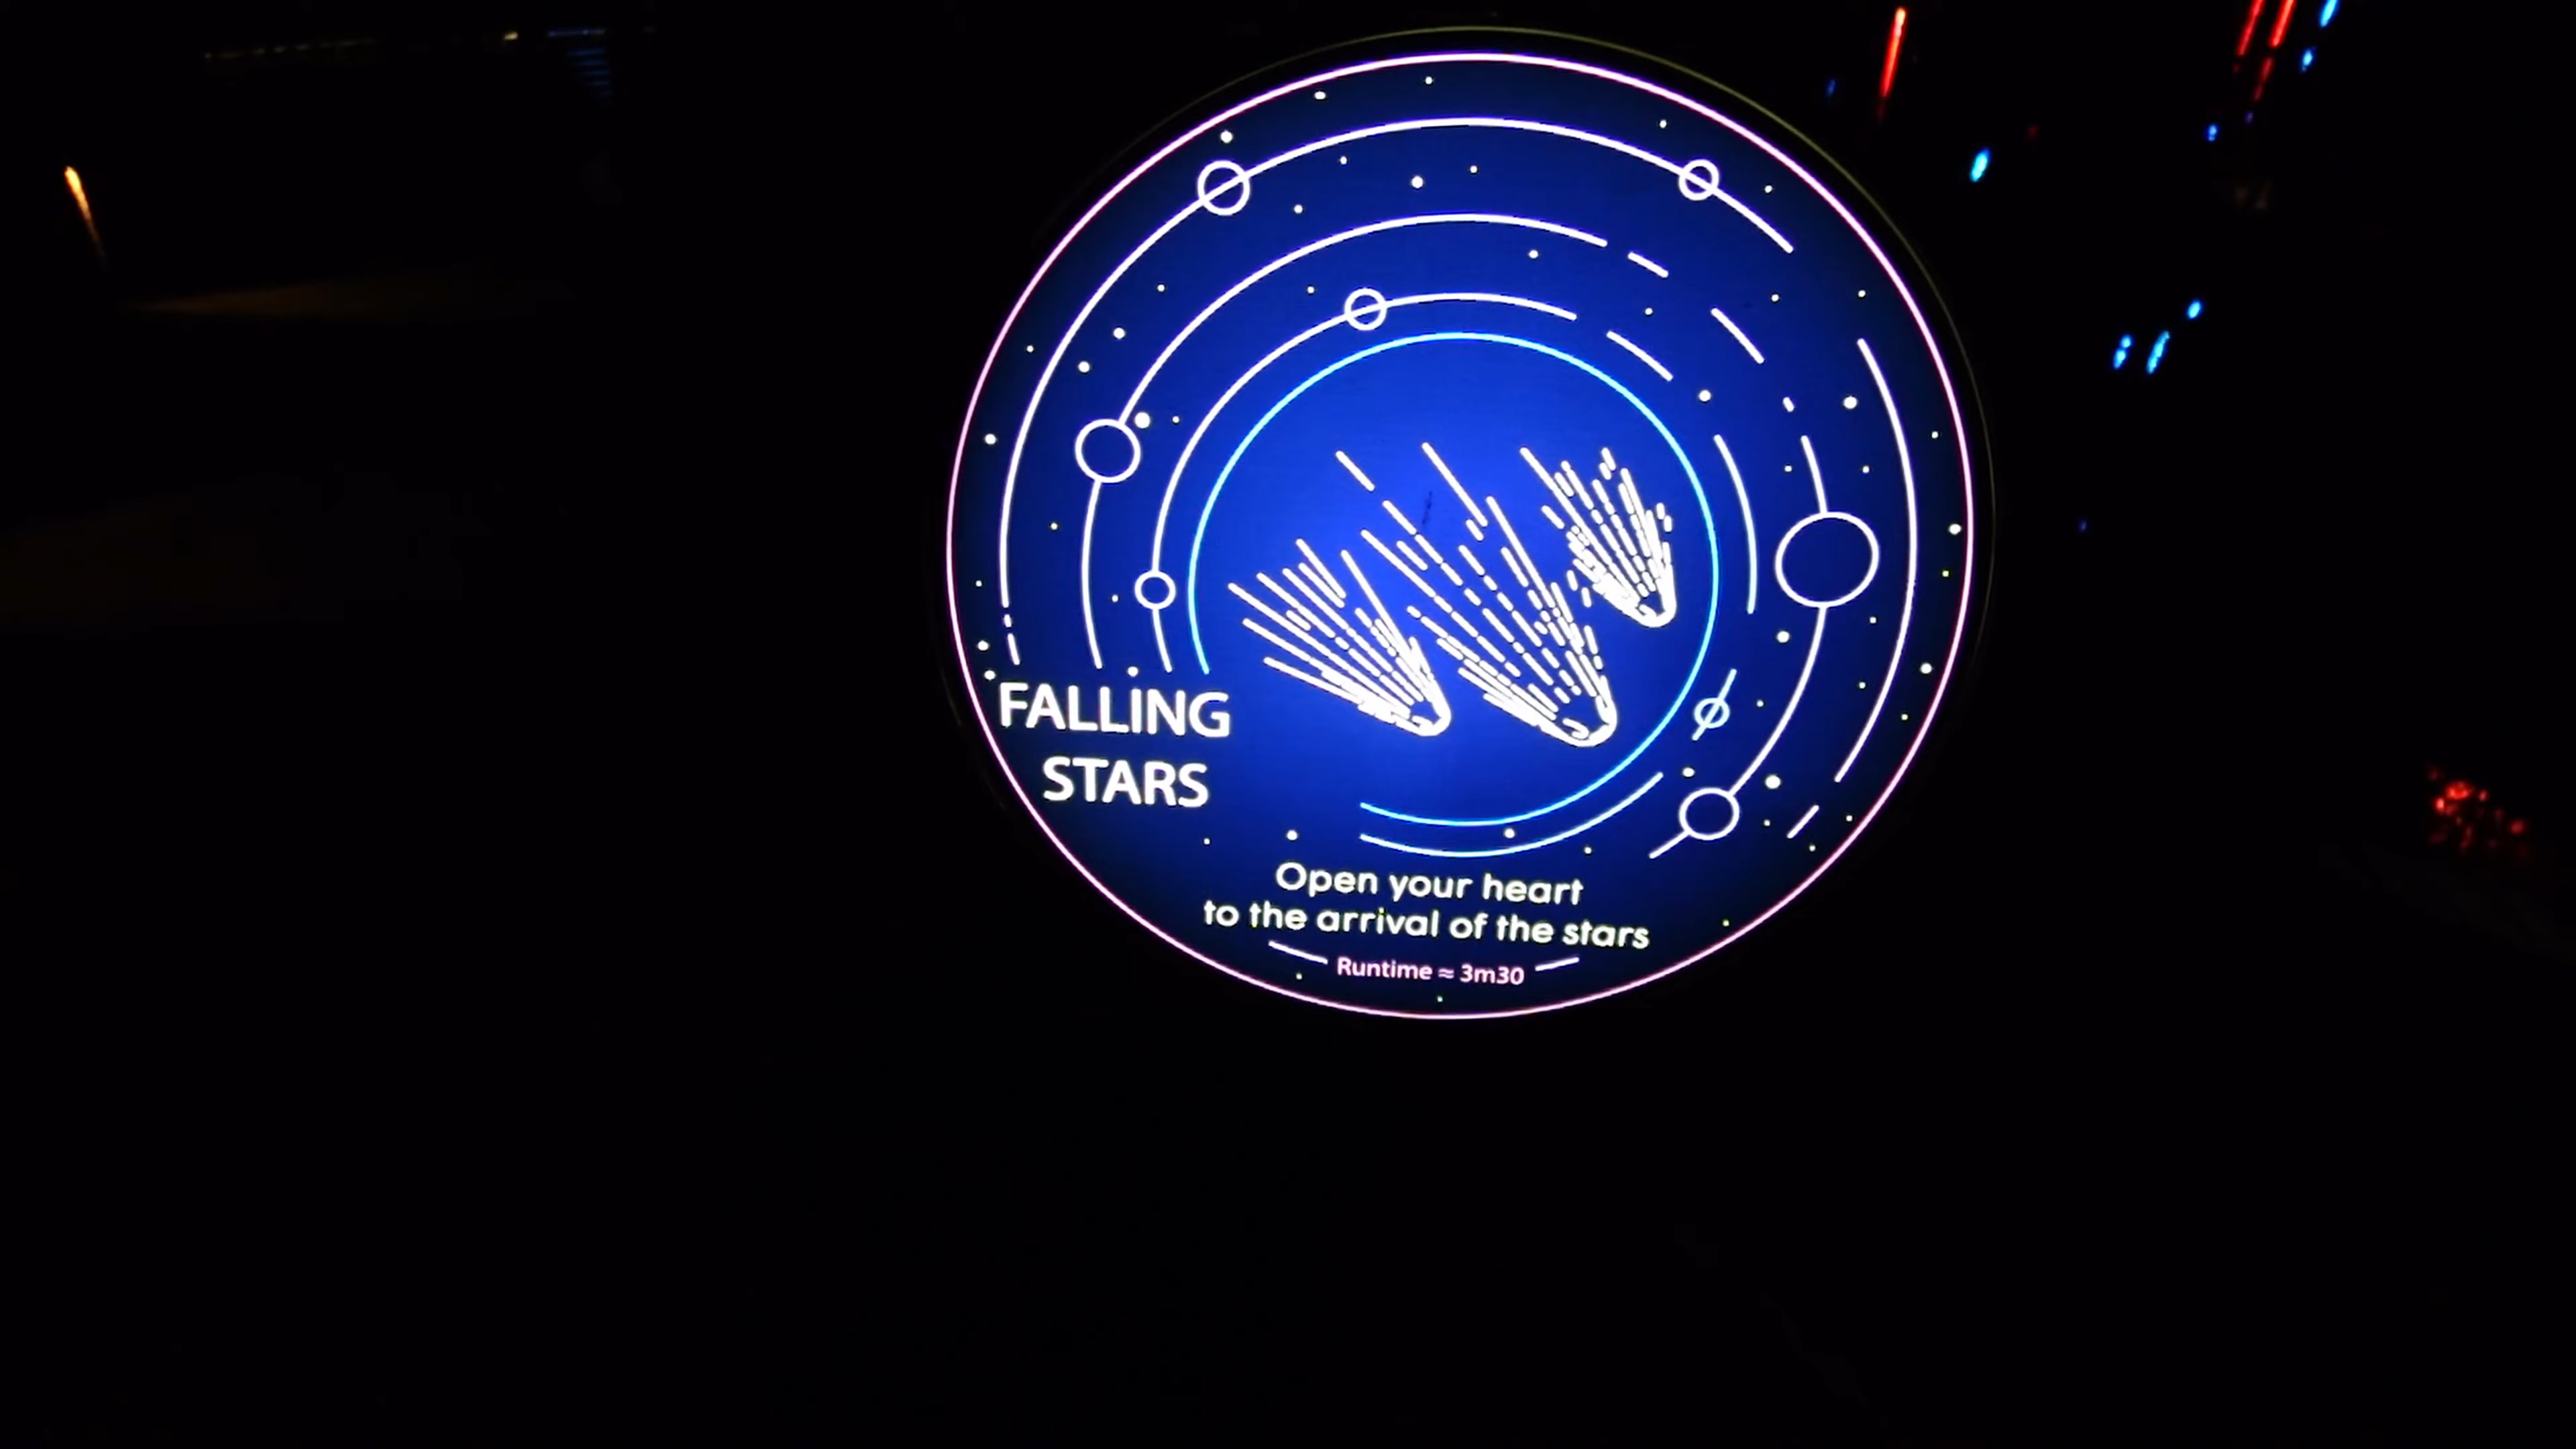 FALLING
STARS
Open your heart
to the arrival of the stars
Runtime ≈ 3m30